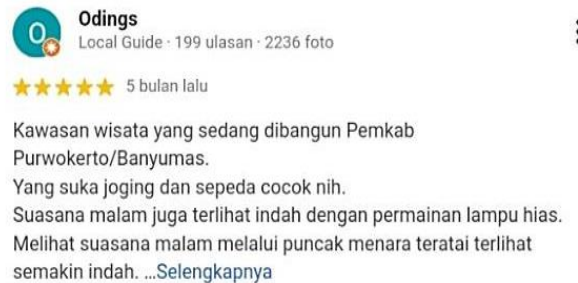 O
Odings
Local Guide · 199 ulasan · 2236 foto
5 bulan lalu
Kawasan wisata yang sedang dibangun Pemkab
Purwokerto/Banyumas.
Yang suka joging dan sepeda cocok nih.
Suasana malam juga terlihat indah dengan permainan lampu hias.
Melihat suasana malam melalui puncak menara teratai terlihat
semakin indah. ...Selengkapnya